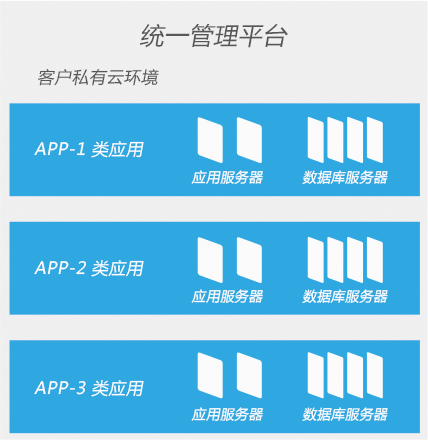 统一管理平台
客户私有云环境
APP-1 类应用
应用服务器
数据库服务器
APP-2 类应用
应用服务器
数据库服务器
APP-3 类应用
应用服务器
数据库服务器